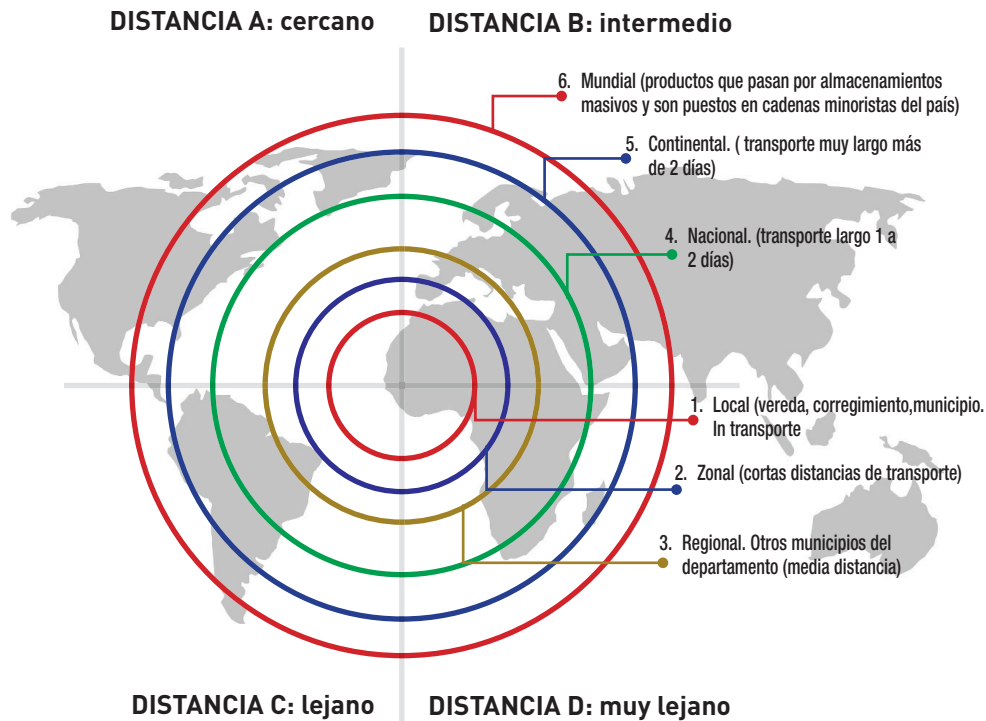 DISTANCIA A: cercano
DISTANCIA B: intermedio
6. Mundial (productos que pasan por almacenamientos
masivos y son puestos en cadenas minoristas del país)
5. Continental. ( transporte muy largo más
de 2 días)
4. Nacional. (transporte largo 1 a
2 días)
1. Local (vereda, corregimiento,municipio.
In transporte
2. Zonal (cortas distancias de transporte)
3. Regional. Otros municipios del
departamento (media distancia)
DISTANCIA C: lejano
DISTANCIA D: muy lejano